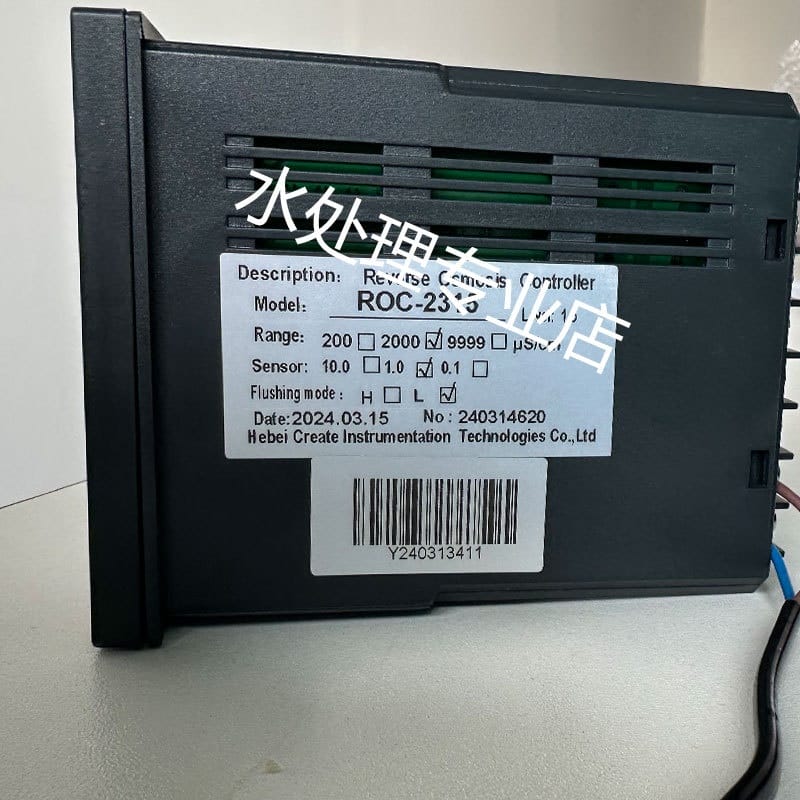 水处理专业店
Description: Reverse Osmosis Controller
Model: ROC-2315
Range: 200 ☐ 2000 ☑ 9999 ☐ µS/cm
Sensor: 10.0 ☐ 1.0 ☑ 0.1 ☐
Flushing mode: H ☐ L ☑
Date:2024.03.15 No: 240314620
Hebei Create Instrumentation Technologies Co.,Ltd
Y240313411